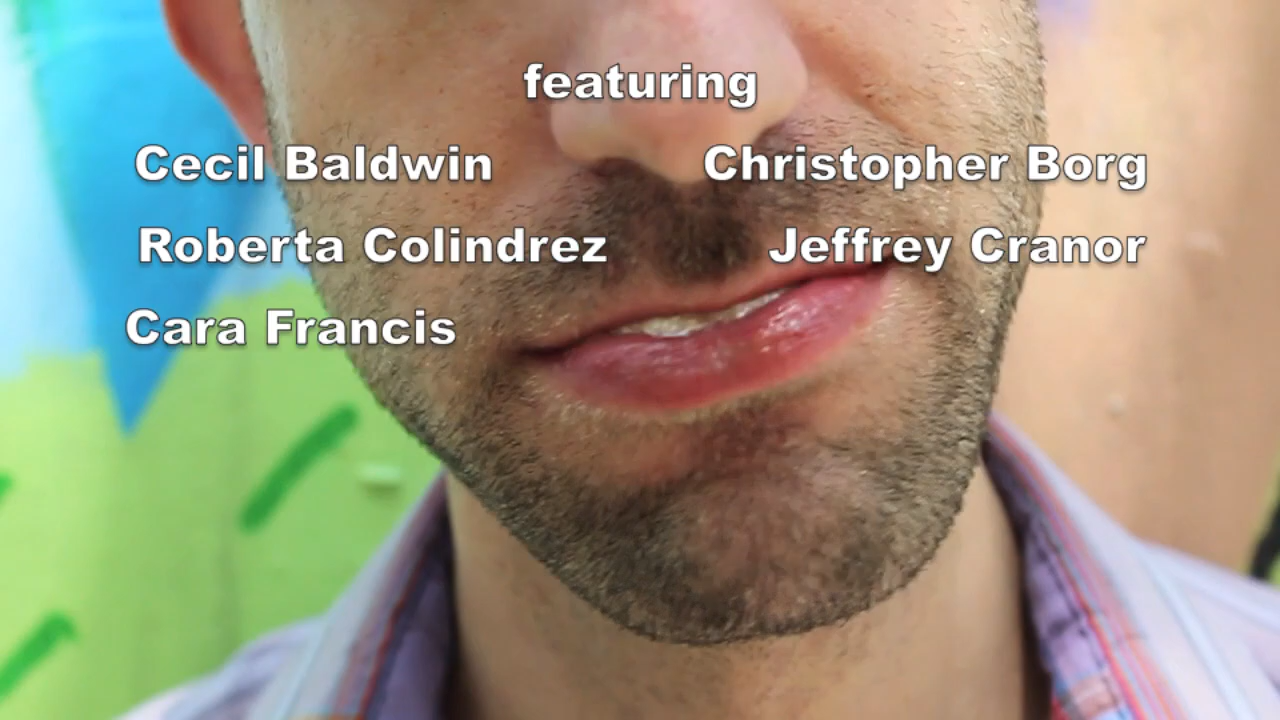 featuring
Cecil Baldwin Christopher Borg
Roberta Colindrez Jeffrey Cranor
Cara Francis